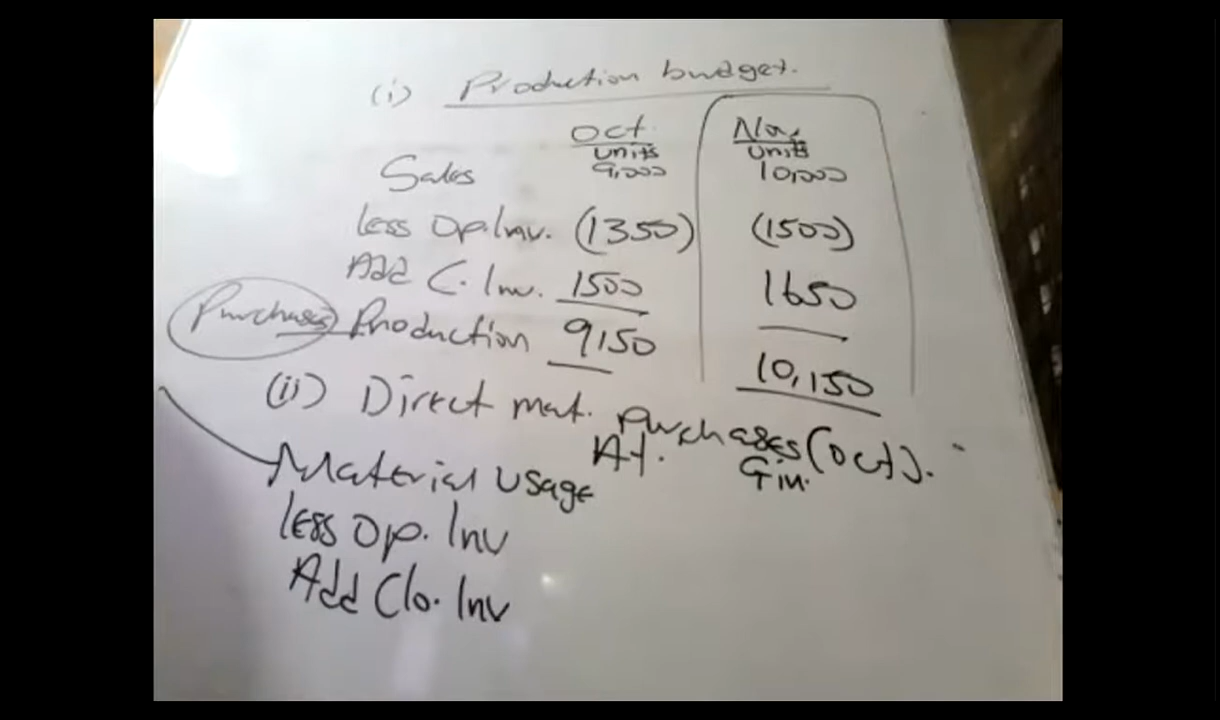 (i) Production budget.
Oct. Nov.
units units
Sales 9,000 10,000
less Op. Inv. (1350) (1500)
Add C. Inv. 1500 1650
Purchases Production 9150 10,150
(ii) Direct mat. Purchases (Oct).
Material Usage
less Op. Inv
Add Clo. Inv